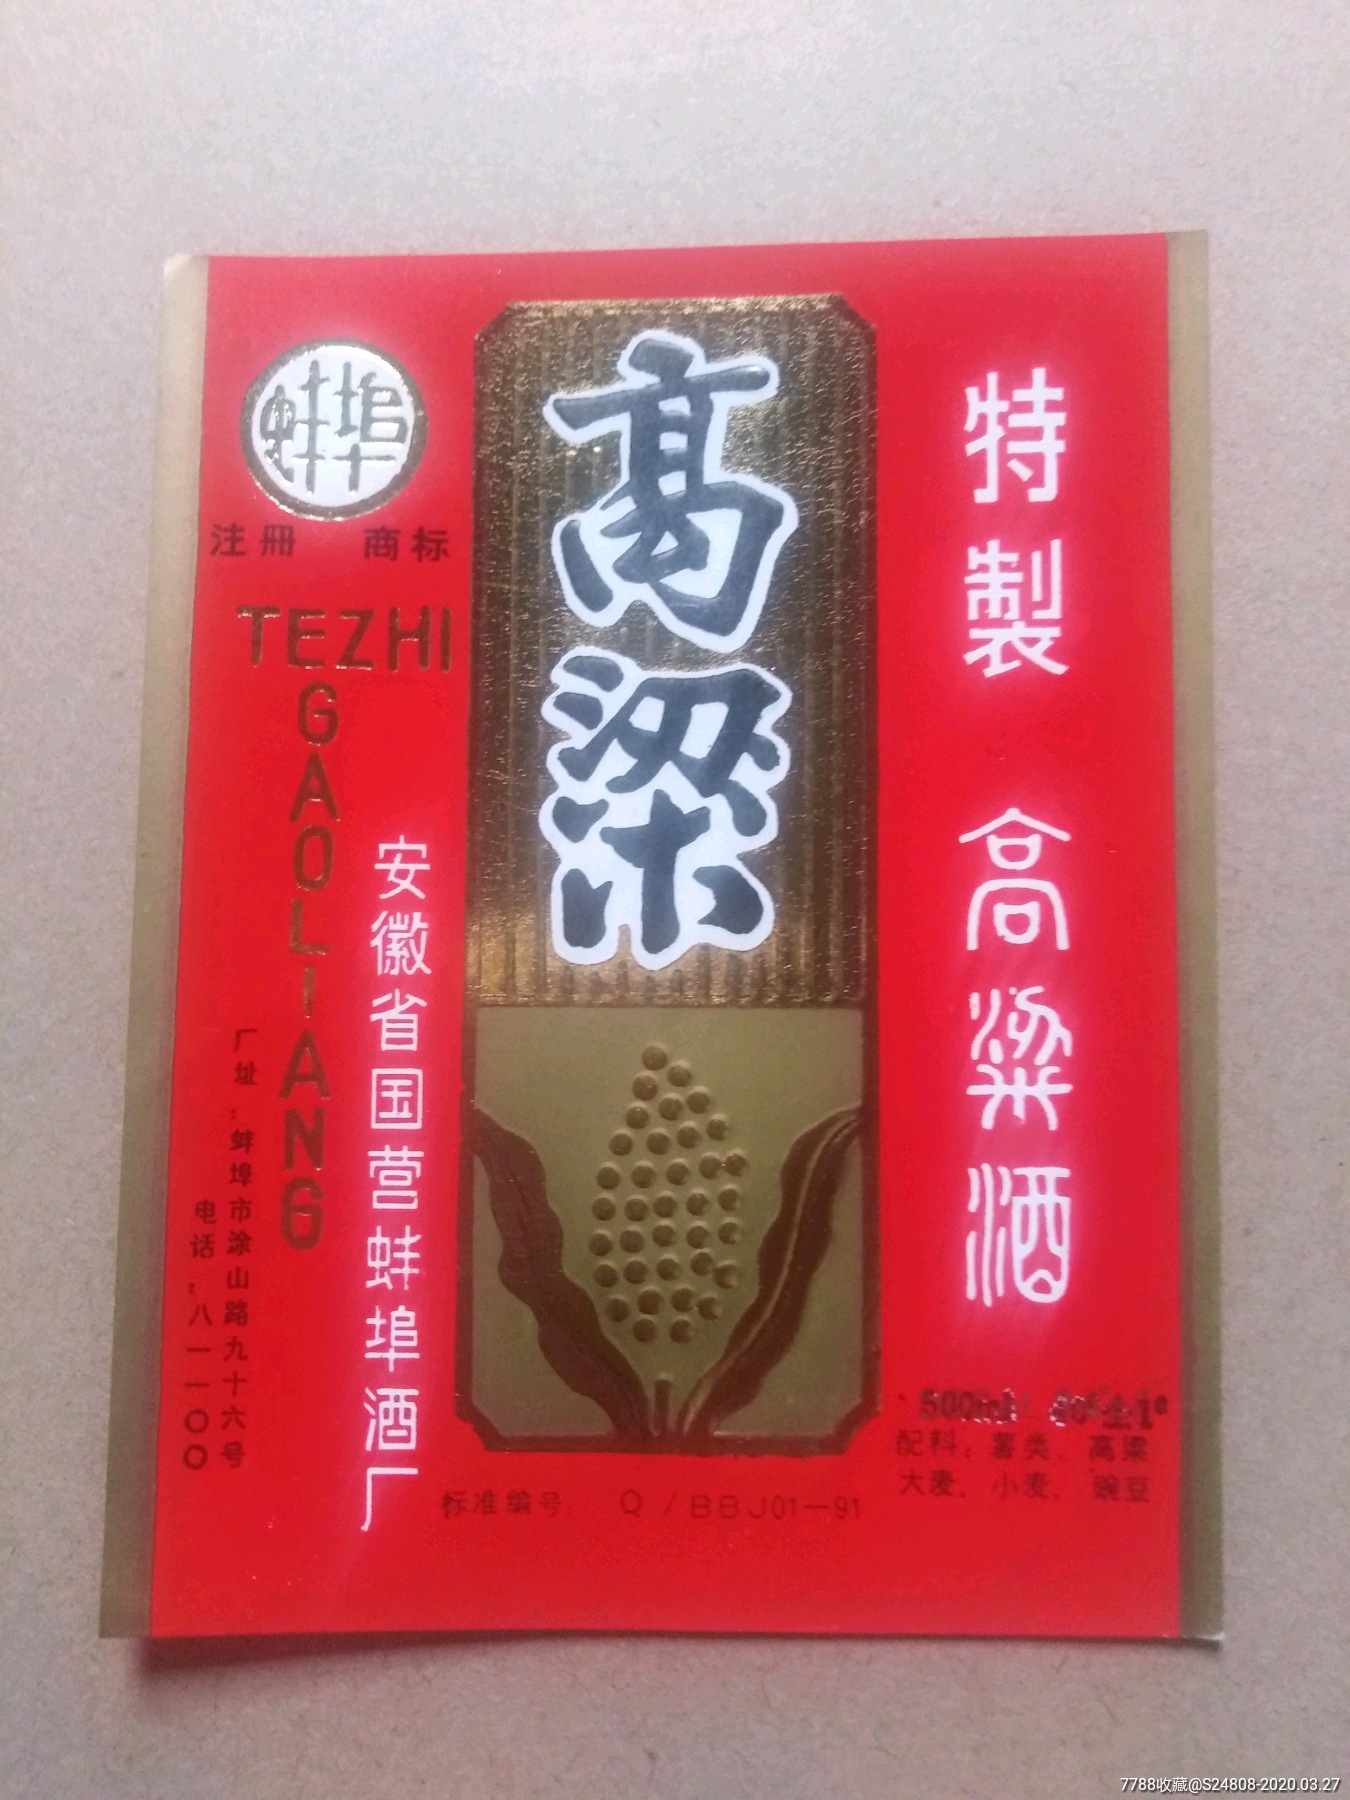 蚌埠
注册 商标
TEZHI
GAOLIANG
安徽省国营蚌埠酒厂
厂址:蚌埠市涂山路九十六号
电话:八一一〇〇
高粱
特製
高粱酒
500ml
配料:薯类、高粱
大麦、小麦、豌豆
标准编号: Q/BBJ01—91
7788收藏@S24808-2020.03.27